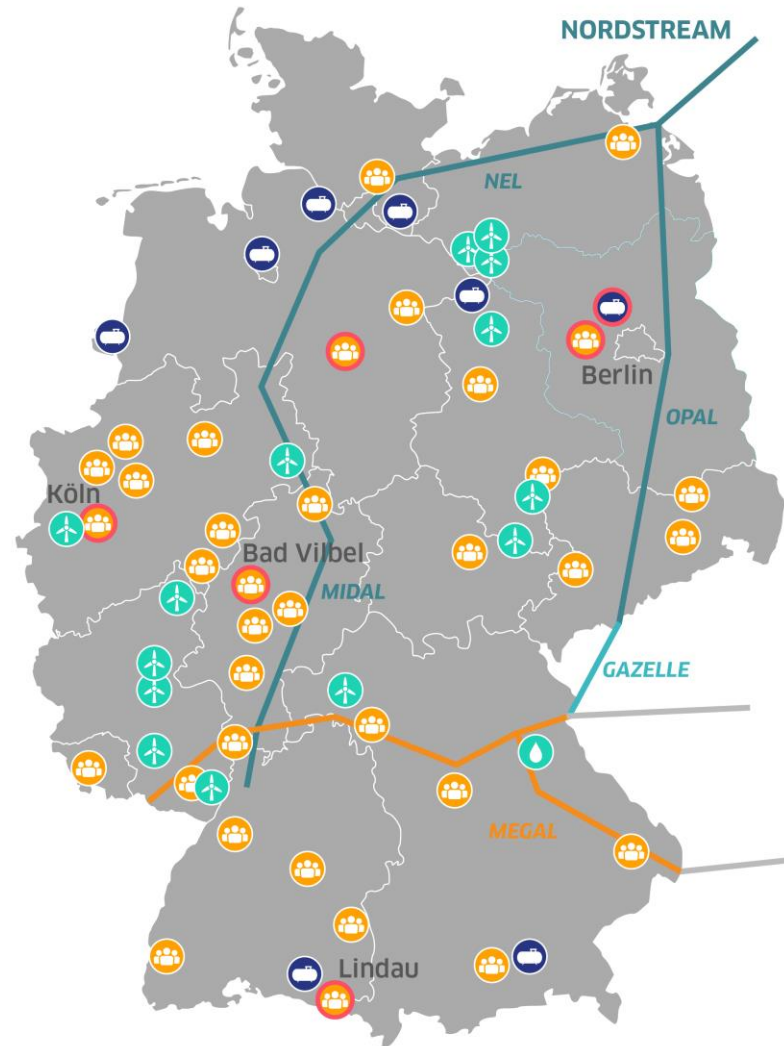 NORDSTREAM
NEL
Berlin
OPAL
Köln
Bad Vilbel
MIDAL
GAZELLE
MEGAL
Lindau